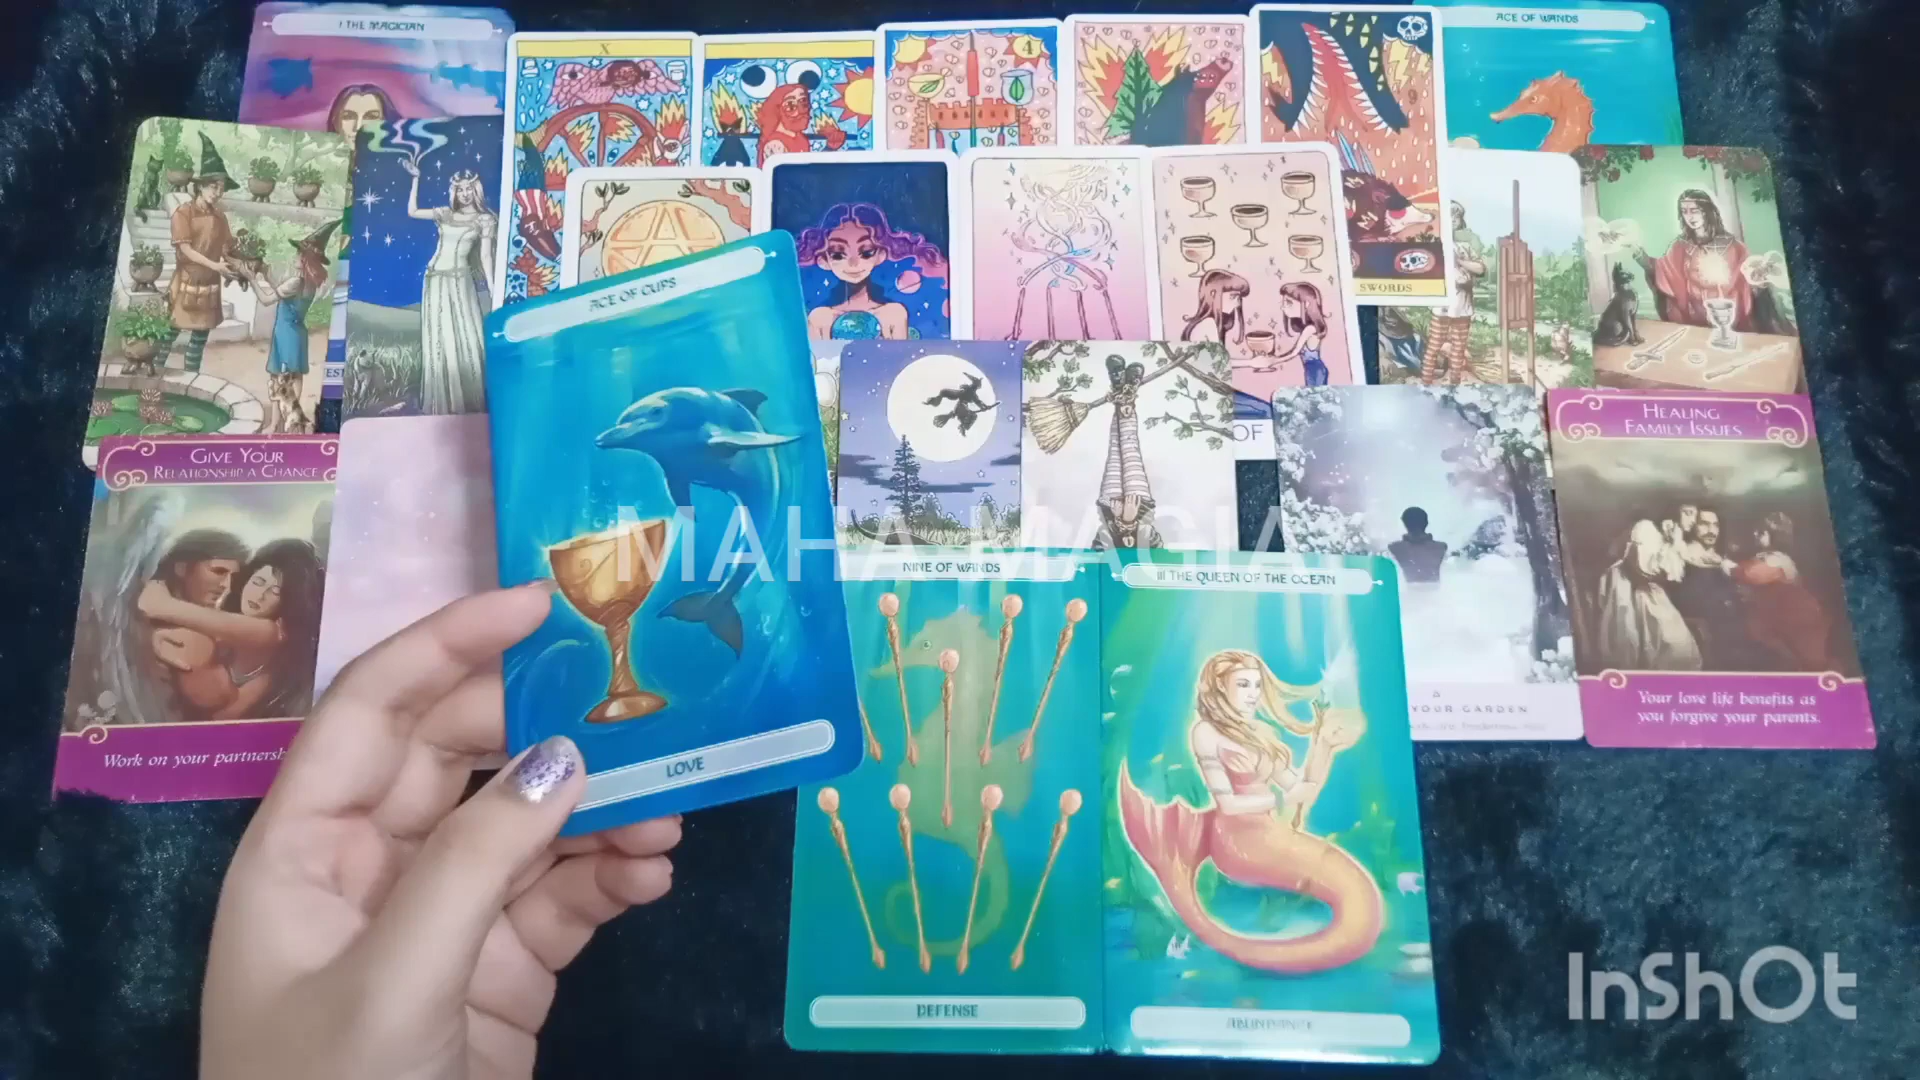 I THE MAGICIAN
X
4
ACE OF WANDS
SWORDS
ACE OF CUPS
LOVE
GIVE YOUR
RELATIONSHIP A CHANCE
Work on your
OF
HEALING
FAMILY ISSUES
Your love life benefits as
you forgive your parents.
YOUR GARDEN
MAHA MAGIA
NINE OF WANDS
DEFENSE
III THE QUEEN OF THE OCEAN
ABUNDANCE
InShOt